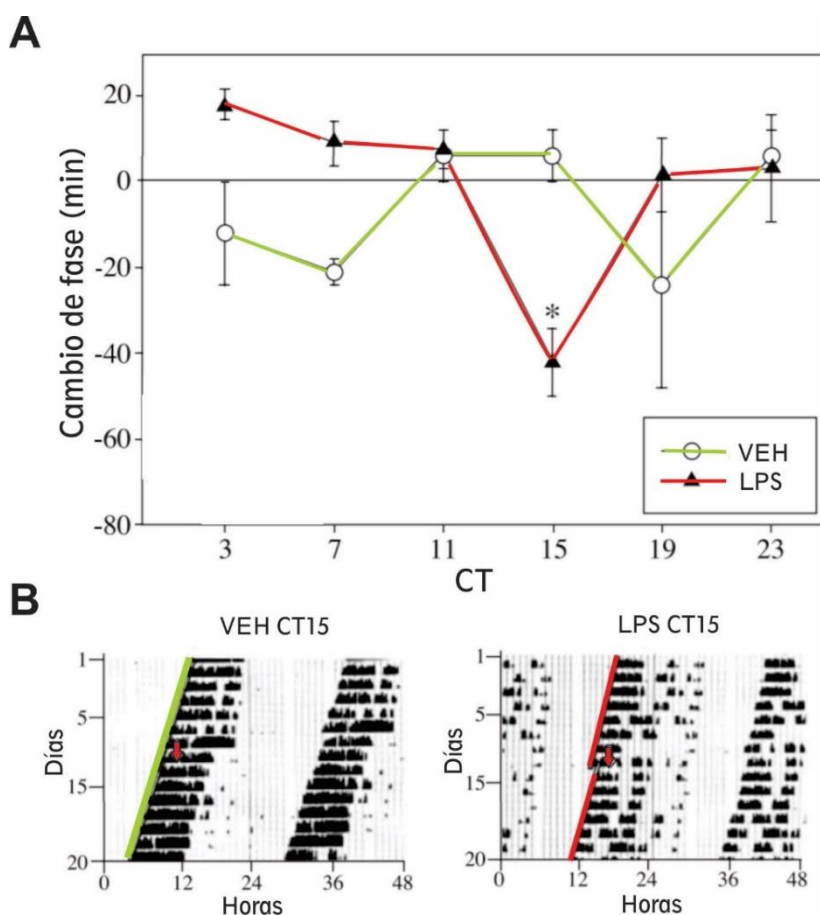 A
Cambio de fase (min)
20
0
-20
-40
-60
-80
*
VEH
LPS
3 7 11 15 19 23
CT
B
VEH CT15
Días
1
5
15
20
12 24 36 48
Horas
LPS CT15
Días
1
5
15
20
0 12 24 36 48
Horas